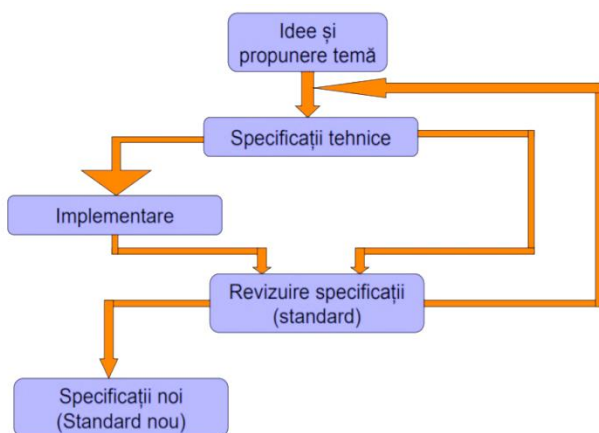 Idee și
propunere temă
Specificații tehnice
Implementare
Revizuire specificații
(standard)
Specificații noi
(Standard nou)